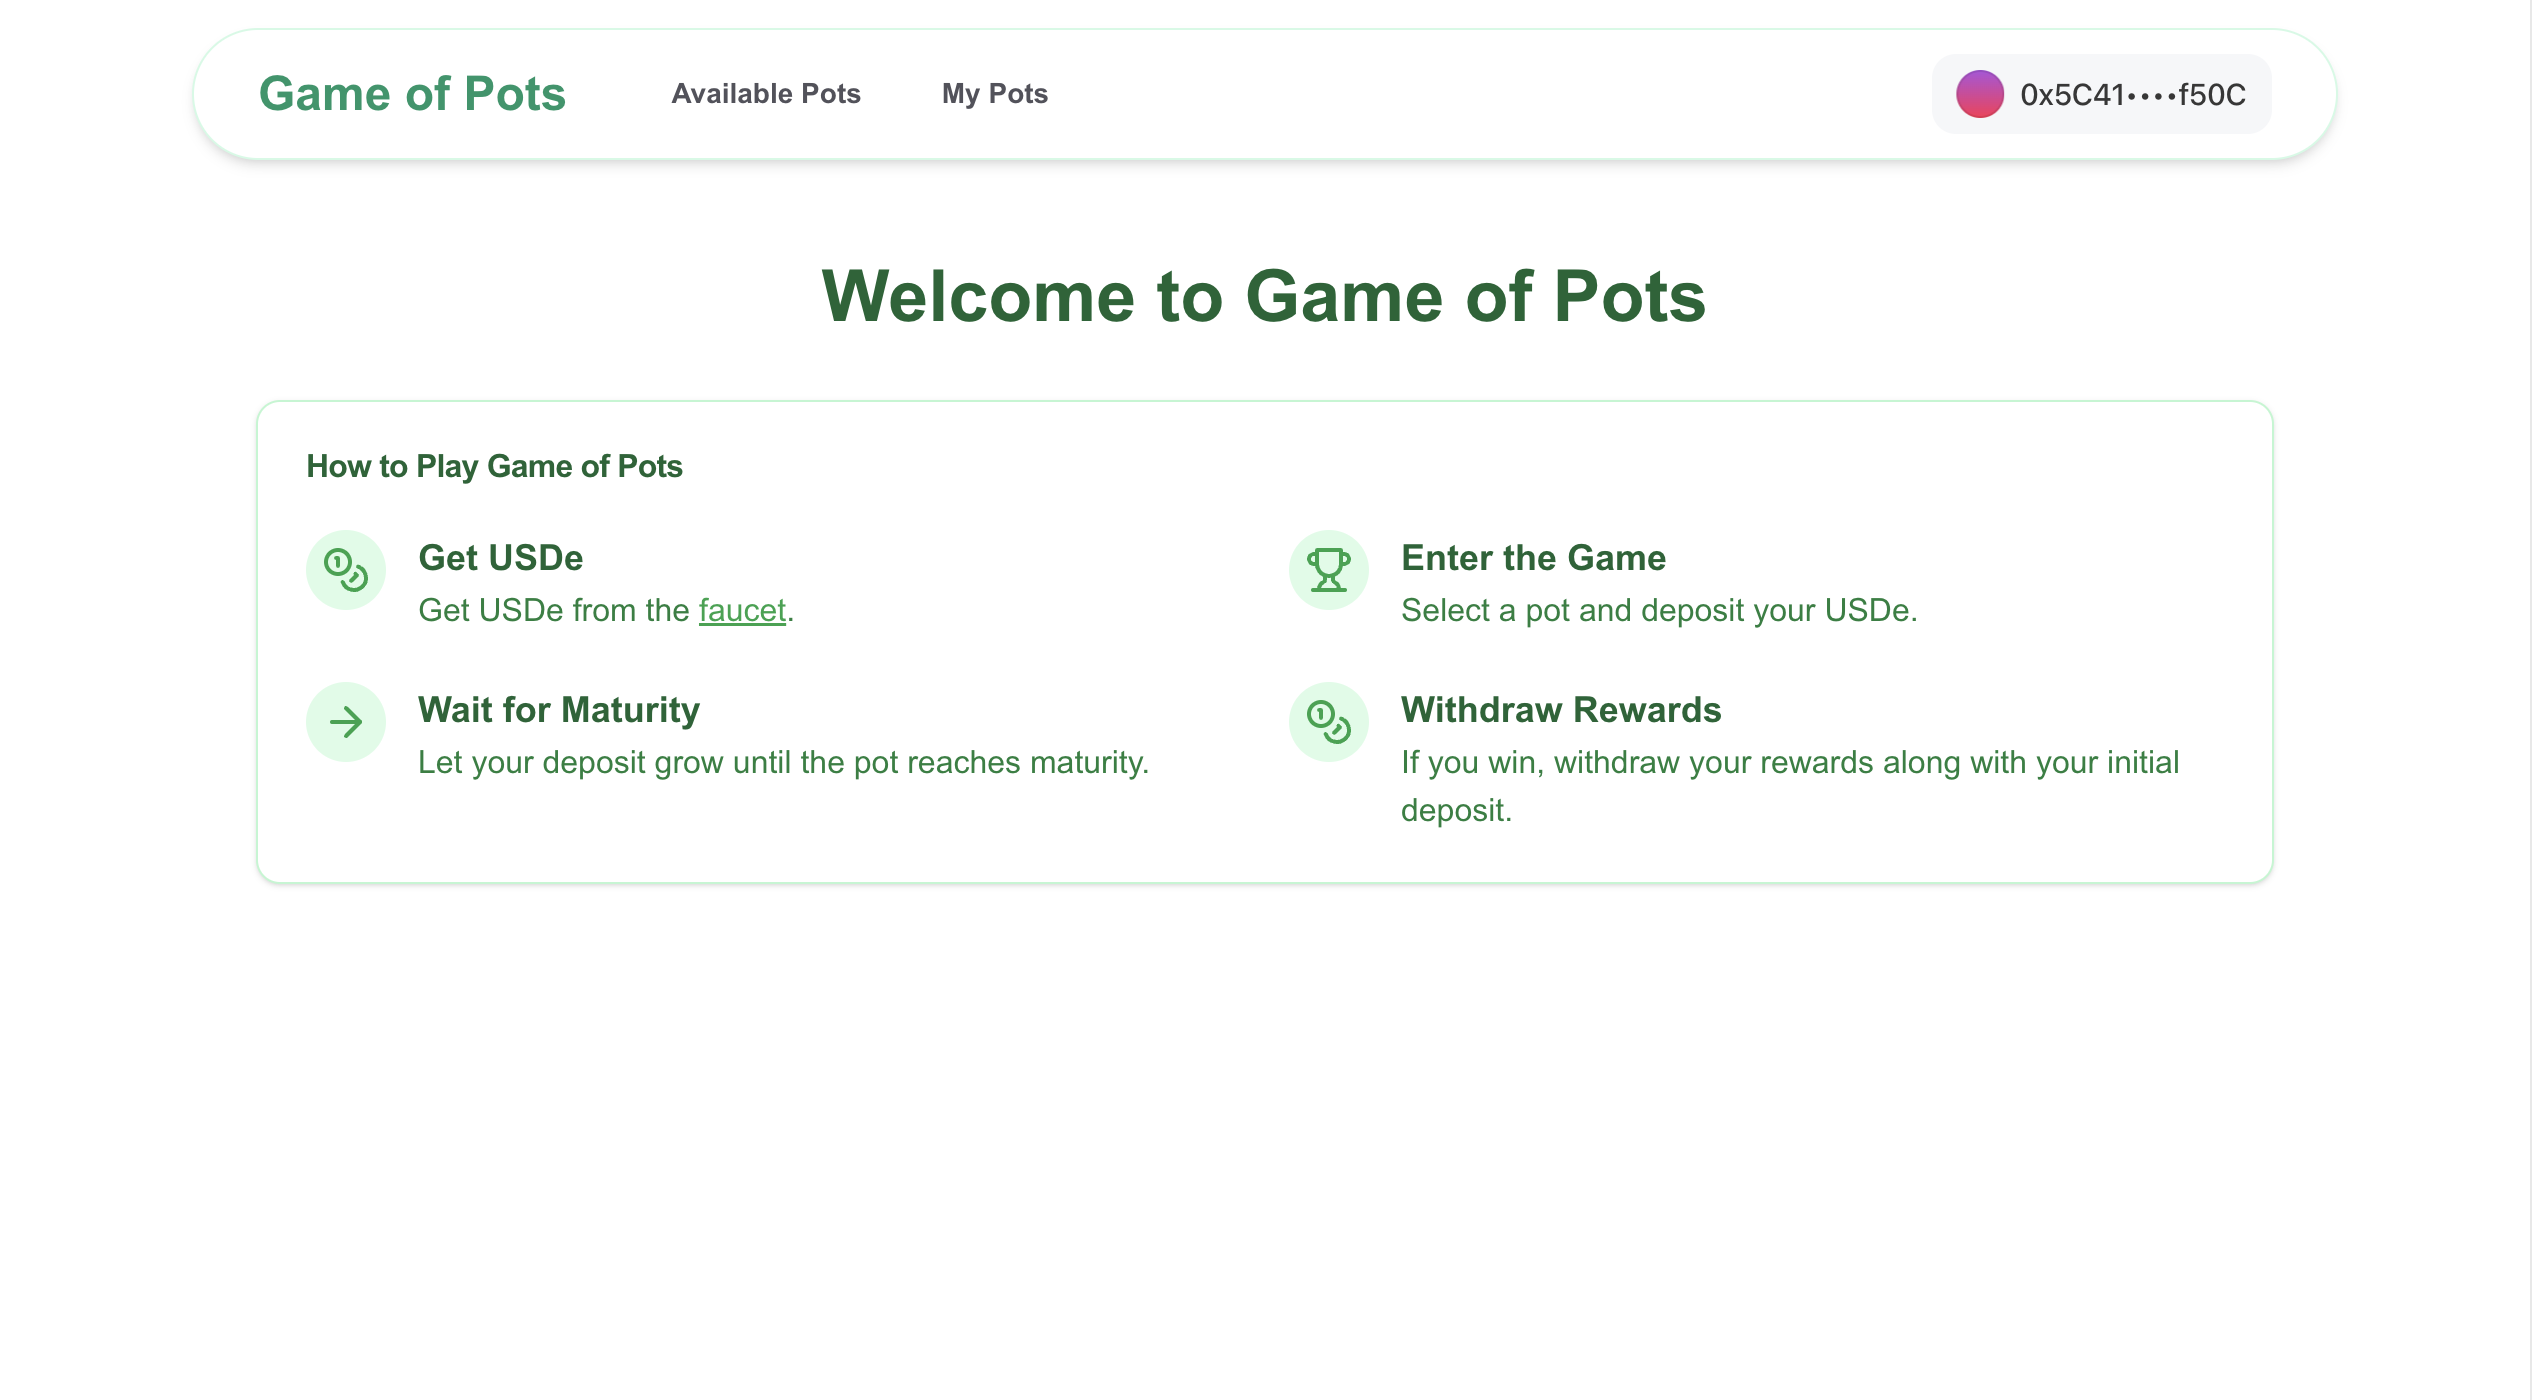 Game of Pots
Available Pots
My Pots
0x5C41••••f50C
Welcome to Game of Pots
How to Play Game of Pots
Get USDe
Get USDe from the faucet.
Enter the Game
Select a pot and deposit your USDe.
Wait for Maturity
Let your deposit grow until the pot reaches maturity.
Withdraw Rewards
If you win, withdraw your rewards along with your initial
deposit.